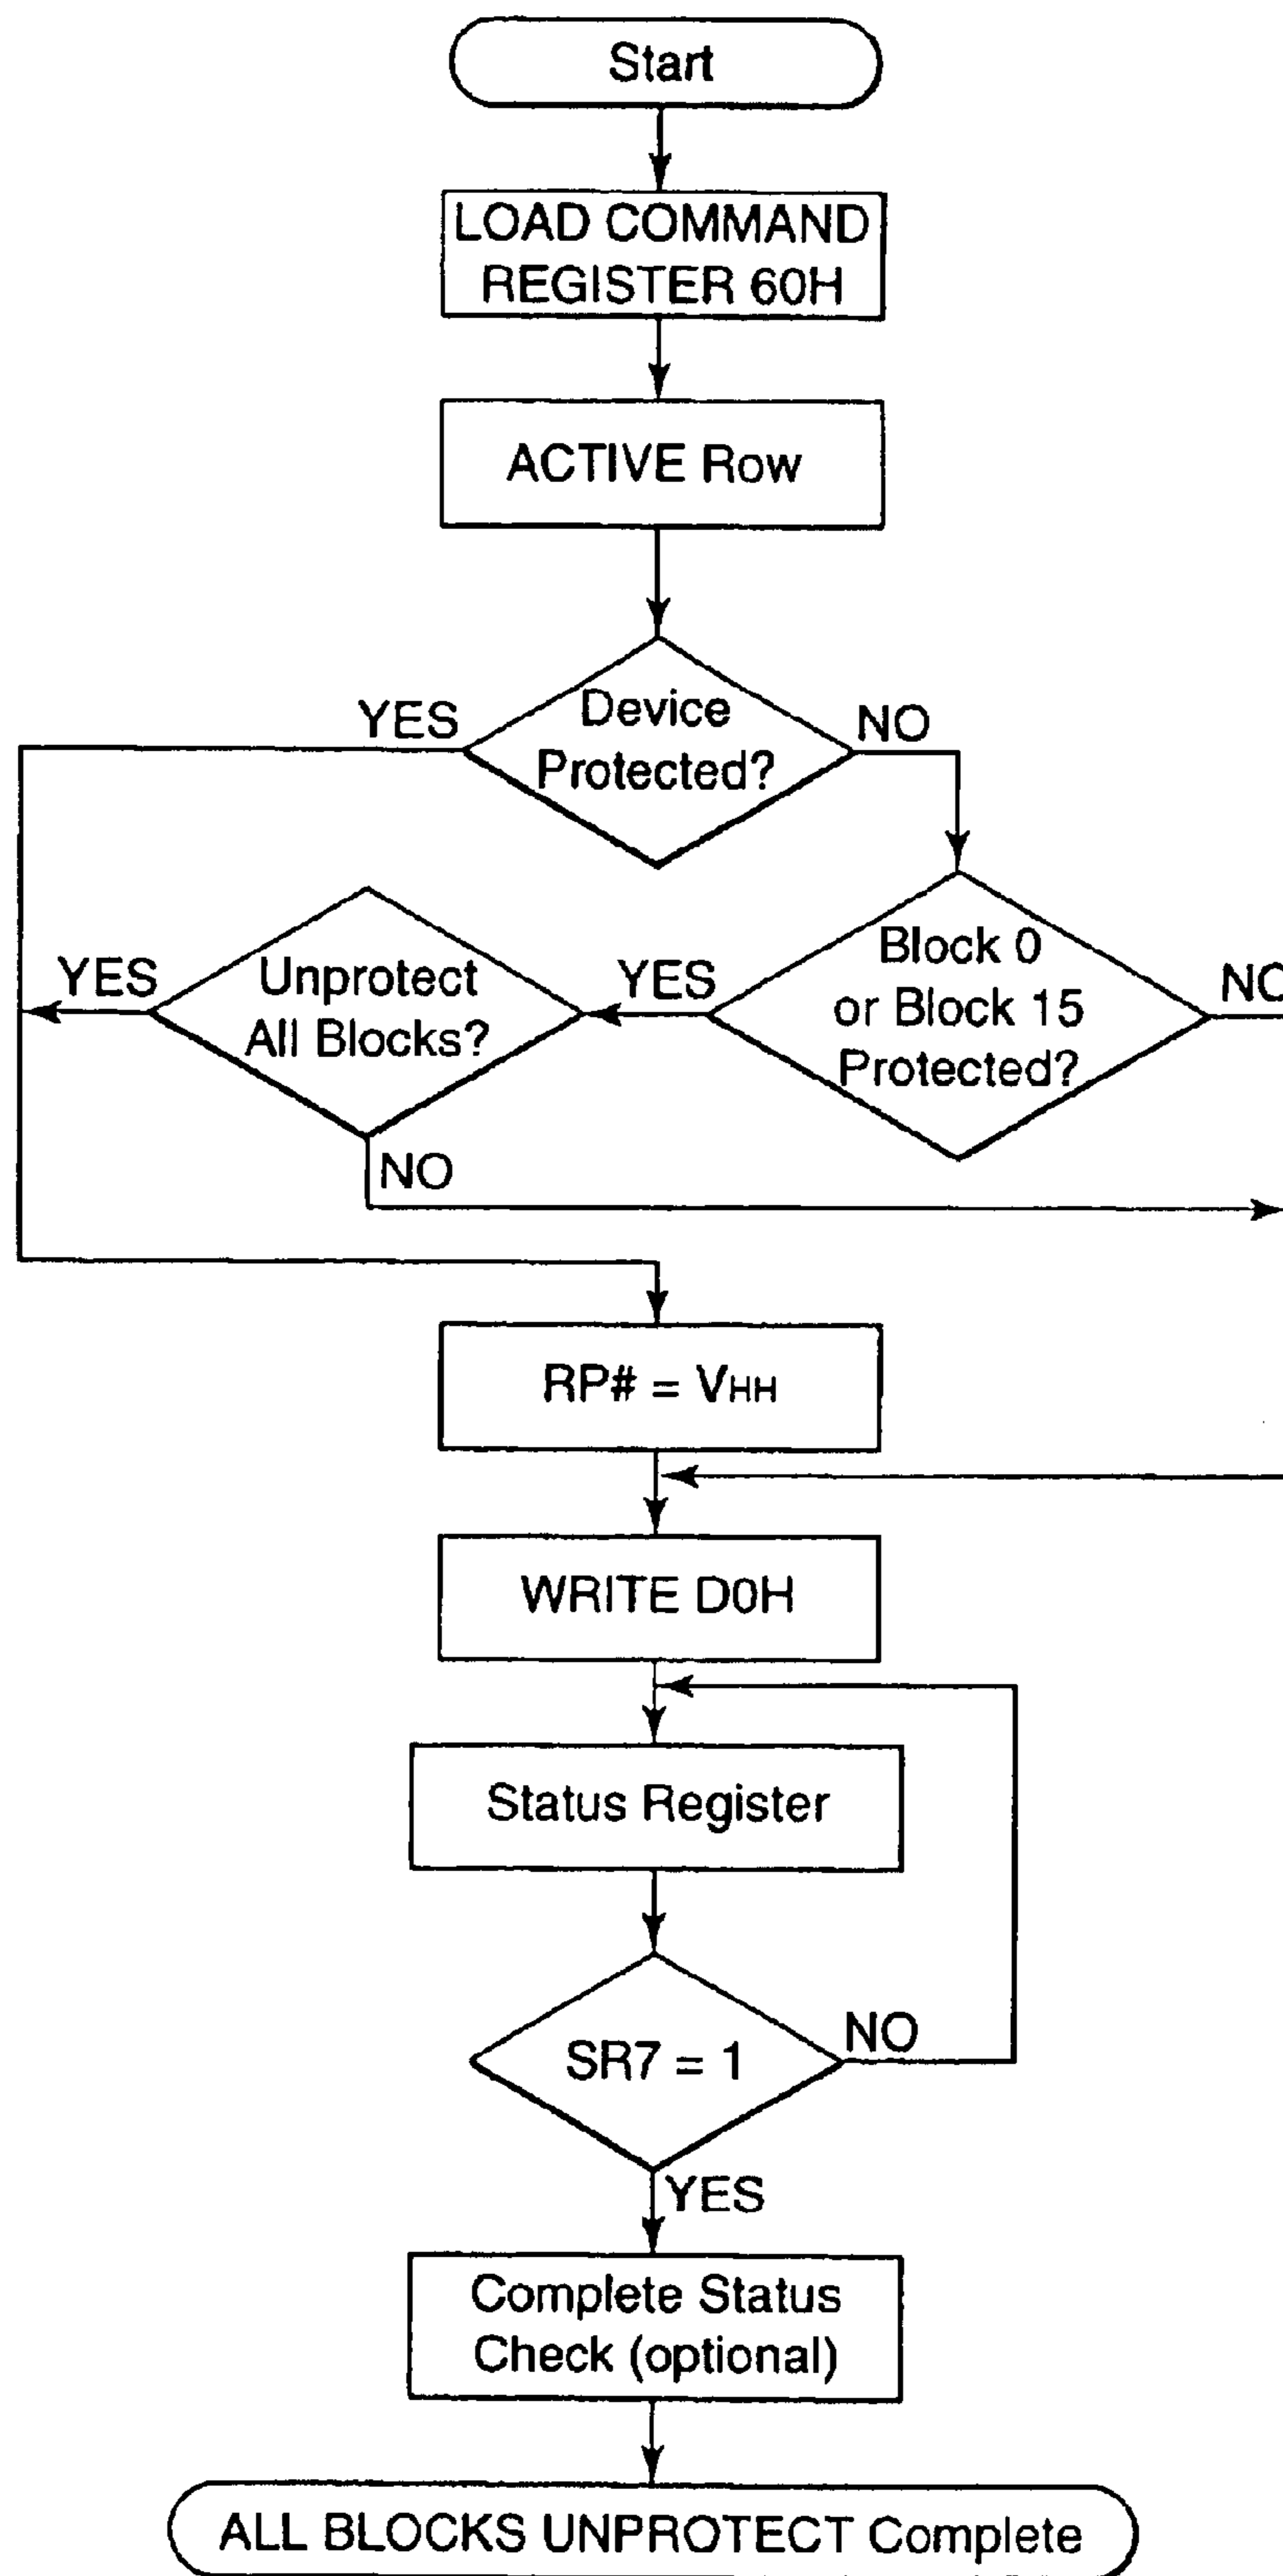 Start
LOAD COMMAND
REGISTER 60H
ACTIVE Row
Device
Protected?
YES
NO
Block 0
or Block 15
Protected?
YES
NO
Unprotect
All Blocks?
YES
NO
RP# = VHH
WRITE D0H
Status Register
SR7 = 1
NO
YES
Complete Status
Check (optional)
ALL BLOCKS UNPROTECT Complete